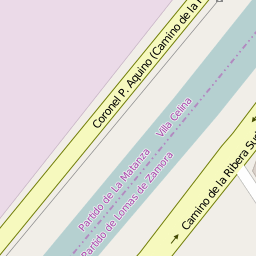 Coronel P. Aquino (Camino de la
Villa Celina
Partido de La Matanza
Partido de Lomas de Zamora
Camino de la Ribera